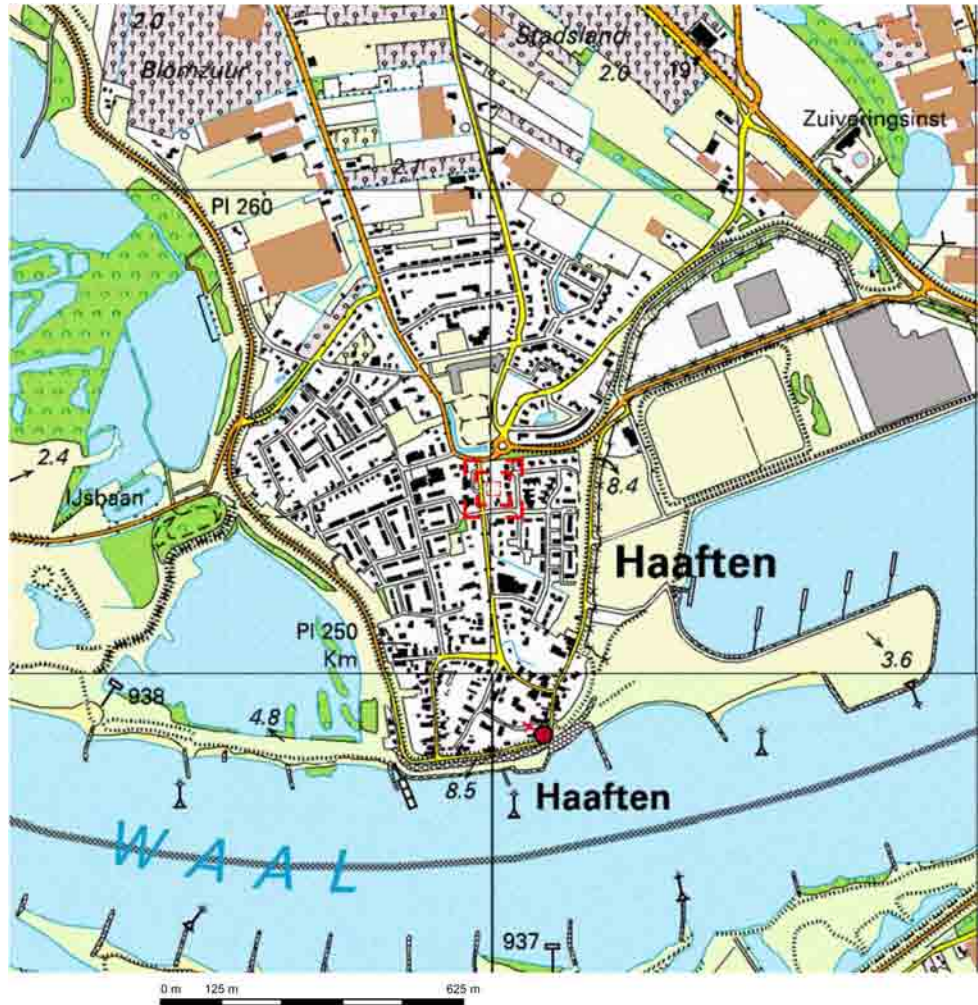 2.0
Stadsland
Blomzuur
2.0
19
Zuiveringsinst
2.1
Pl 260
2.4
IJsbaan
8.4
Haaften
Pl 250
Km
3.6
938
4.8
8.5
Haaften
WAAL
937
0 m 125 m 625 m